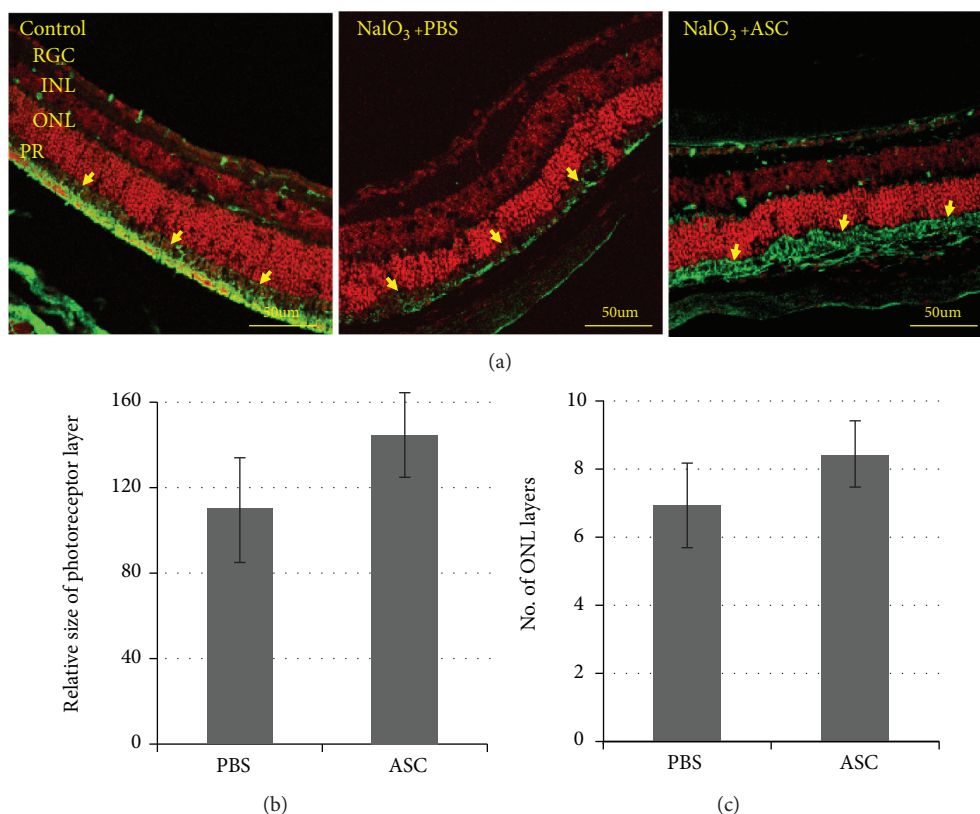 Control
RGC
INL
ONL
PR
50um
NaIO₃ +PBS
50um
NaIO₃ +ASC
50um
(a)
Relative size of photoreceptor layer
160
120
80
40
0
PBS ASC
(b)
No. of ONL layers
10
8
6
4
2
0
PBS ASC
(c)